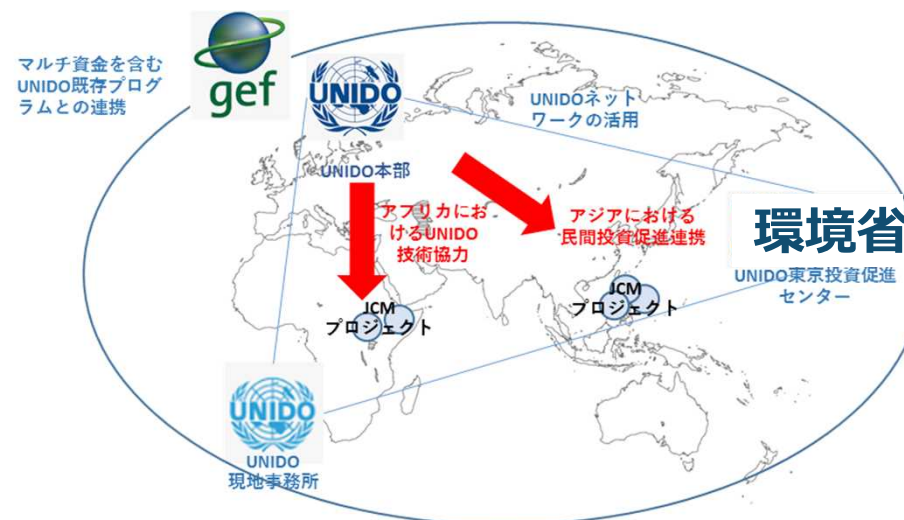 マルチ資金を含む
UNIDO既存プログ
ラムとの連携
gef
UNIDO
UNIDO本部
UNIDOネット
ワークの活用
アフリカにお
けるUNIDO
技術協力
アジアにおける
民間投資促進連携
環境省
UNIDO東京投資促進
センター
JCM
プロジェクト
JCM
プロジェクト
UNIDO
UNIDO
現地事務所